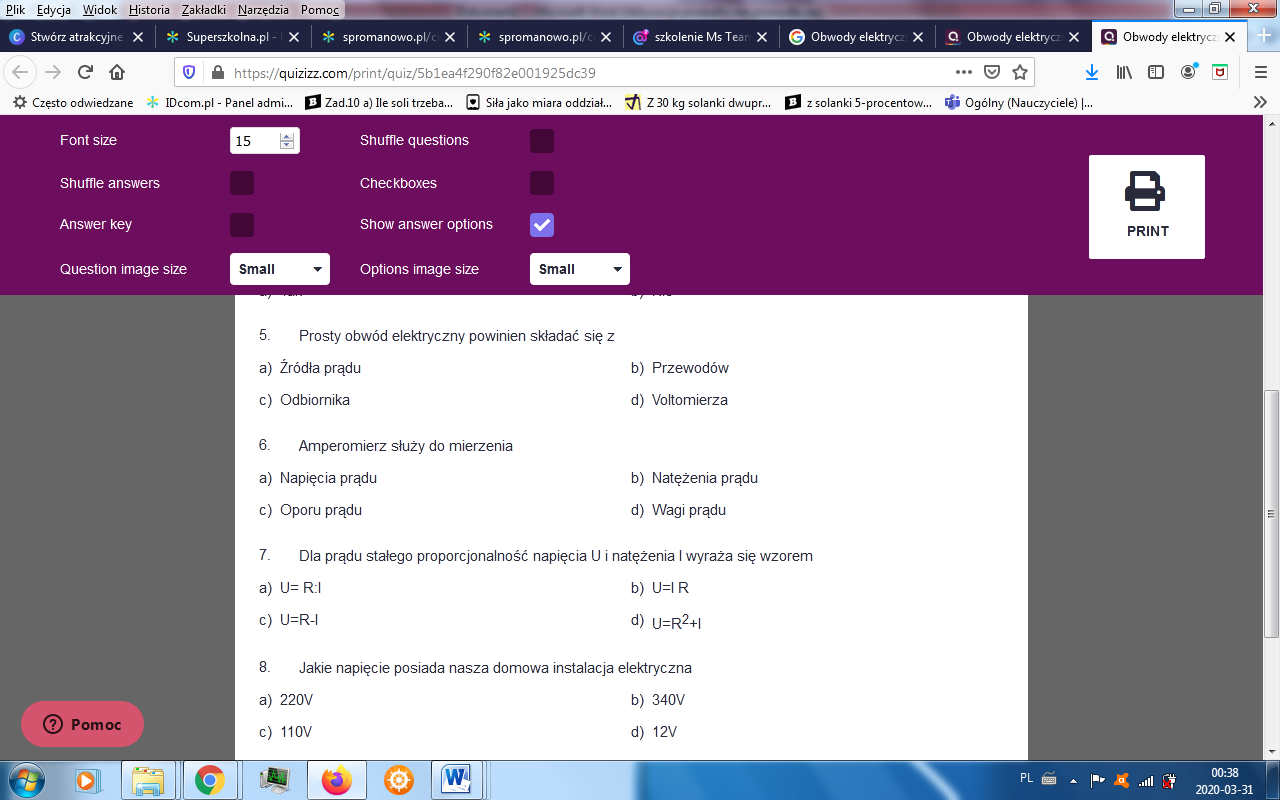 Plik Edycja Widok Historia Zakładki Narzędzia Pomoc
Stwórz atrakcyjne
Superszkolna.pl -
spromanowo.pl/c
spromanowo.pl/c
szkolenie Ms Tean
Obwody elektrycz
Obwody elektrycz
Obwody elektrycz
https://quizizz.com/print/quiz/5b1ea4f290f82e001925dc39
Często odwiedzane
IDcom.pl - Panel admi...
Zad.10 a) Ile soli trzeba...
Siła jako miara oddział...
Z 30 kg solanki dwupr...
z solanki 5-procentow...
Ogólny (Nauczyciele) |...
Font size 15 Shuffle questions
Shuffle answers Checkboxes
Answer key Show answer options
Question image size Small Options image size Small
PRINT
5. Prosty obwód elektryczny powinien składać się z
a) Źródła prądu b) Przewodów
c) Odbiornika d) Voltomierza
6. Amperomierz służy do mierzenia
a) Napięcia prądu b) Natężenia prądu
c) Oporu prądu d) Wagi prądu
7. Dla prądu stałego proporcjonalność napięcia U i natężenia I wyraża się wzorem
a) U= R:I b) U=I R
c) U=R-I d) U=R²+I
8. Jakie napięcie posiada nasza domowa instalacja elektryczna
a) 220V b) 340V
c) 110V d) 12V
Pomoc
PL
00:38
2020-03-31